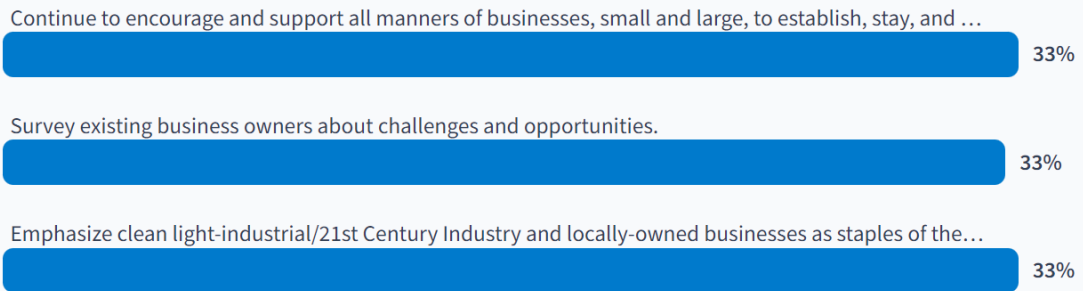 Continue to encourage and support all manners of businesses, small and large, to establish, stay, and …
33%
Survey existing business owners about challenges and opportunities.
33%
Emphasize clean light-industrial/21st Century Industry and locally-owned businesses as staples of the…
33%